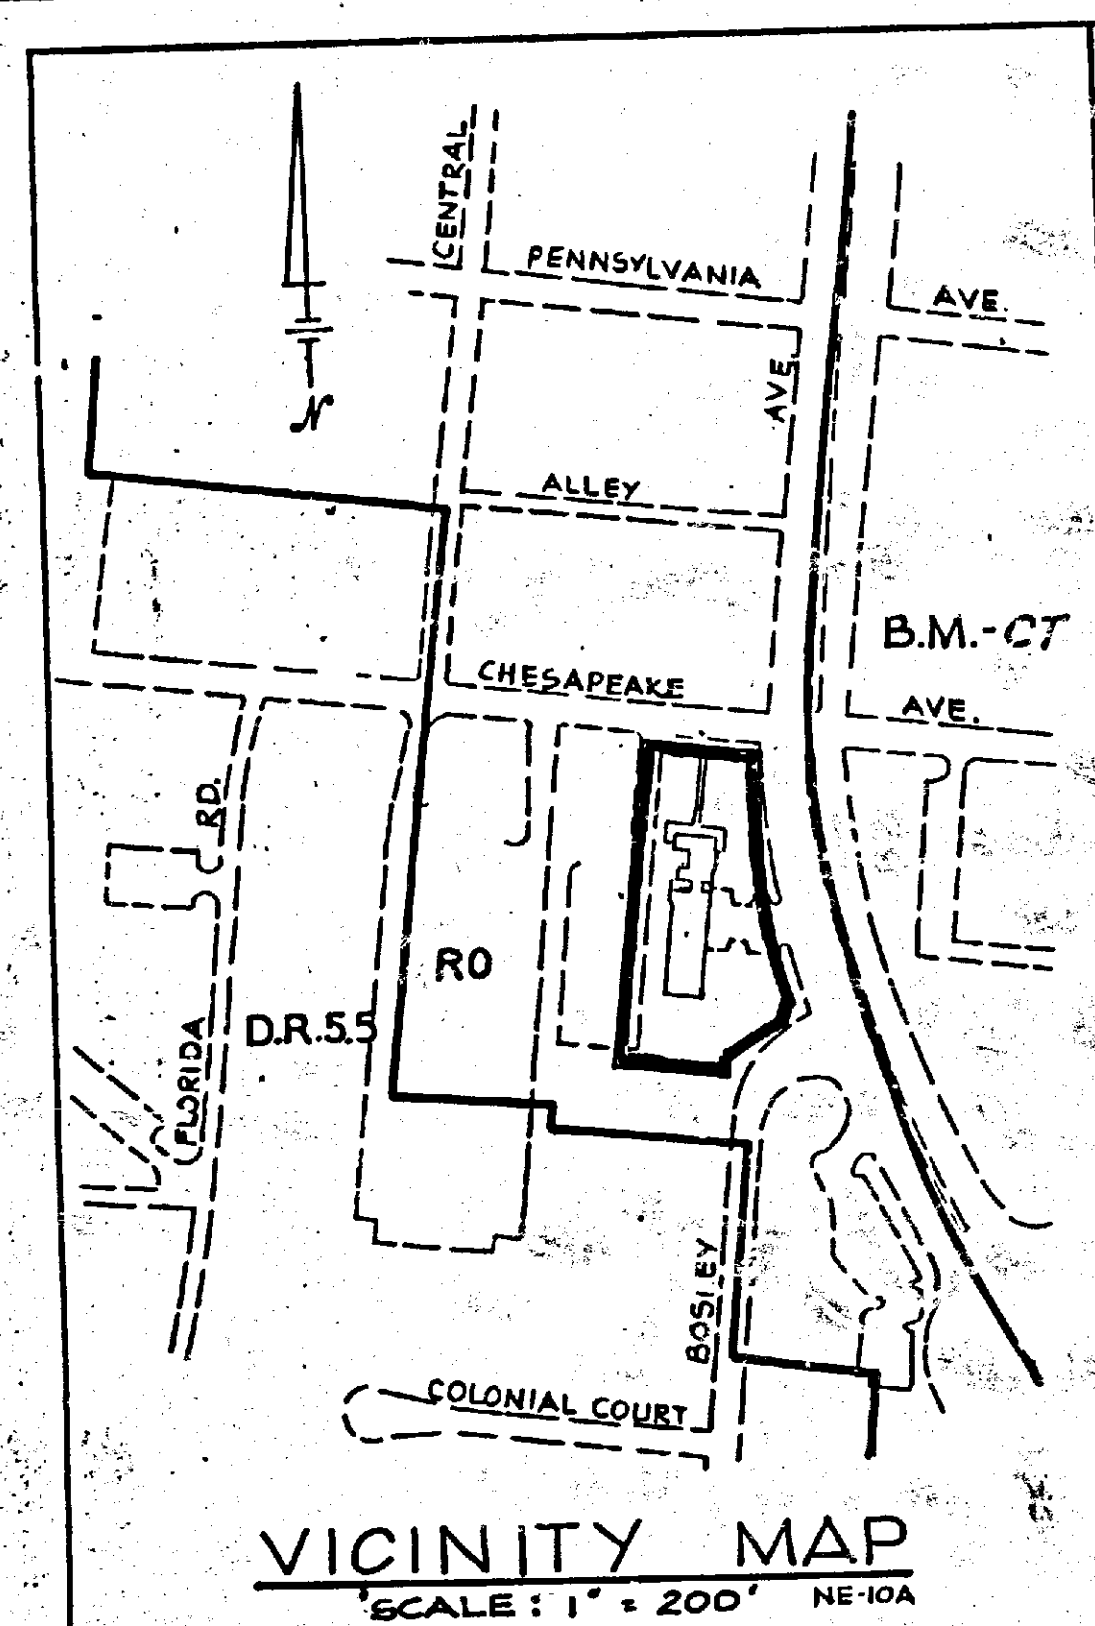 CENTRAL
PENNSYLVANIA
AVE.
AVE.
N
ALLEY
B.M.-CT
CHESAPEAKE
AVE.
RD.
RO
D.R.5.5
FLORIDA
BOSLEY
COLONIAL COURT
VICINITY MAP
SCALE: 1" = 200' NE-10A